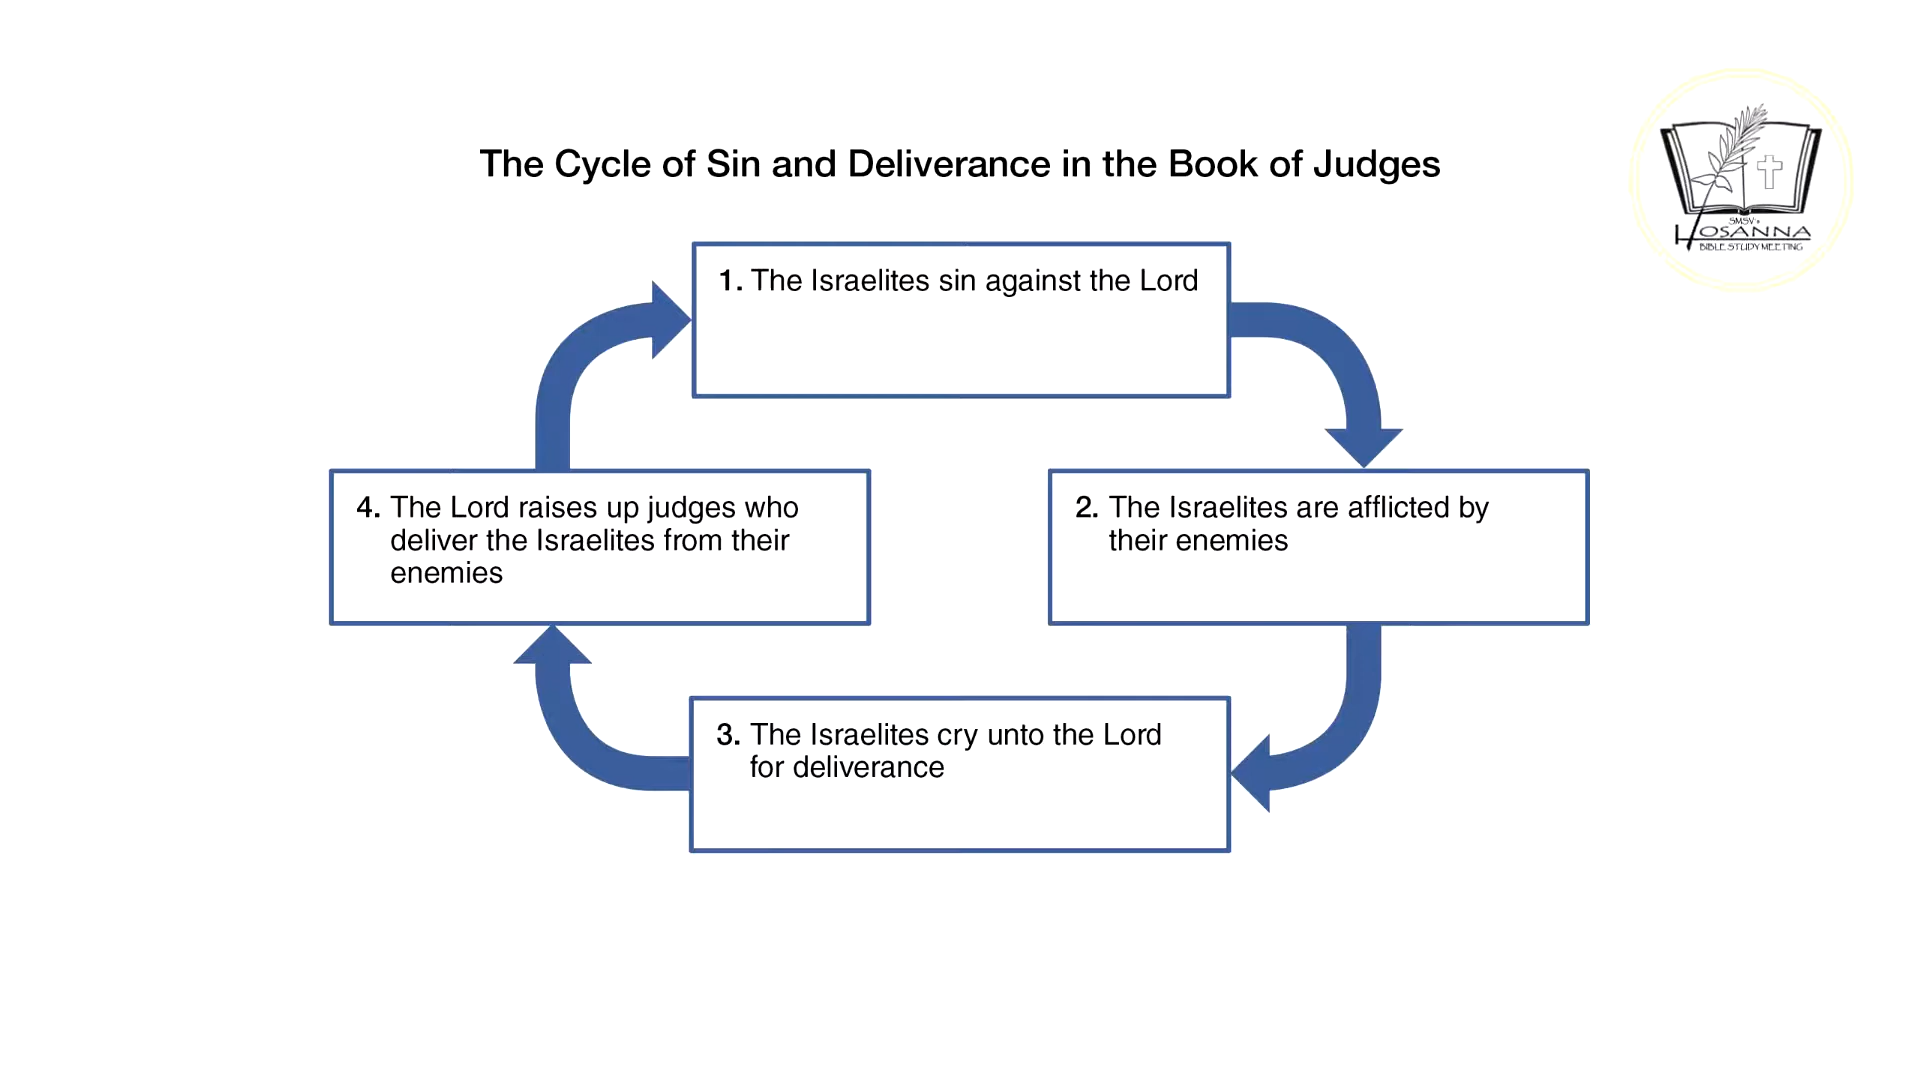 The Cycle of Sin and Deliverance in the Book of Judges
SMSV's
HOSANNA
BIBLE STUDY MEETING
1. The Israelites sin against the Lord
4. The Lord raises up judges who
deliver the Israelites from their
enemies
2. The Israelites are afflicted by
their enemies
3. The Israelites cry unto the Lord
for deliverance